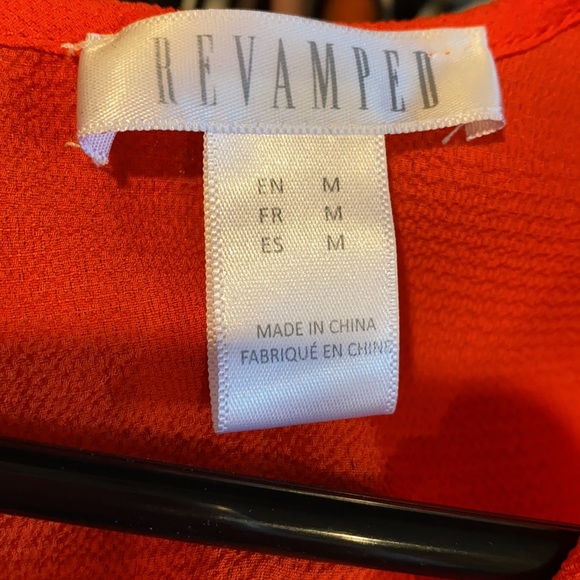 REVAMPED
EN M
FR M
ES M
MADE IN CHINA
FABRIQUÉ EN CHINE